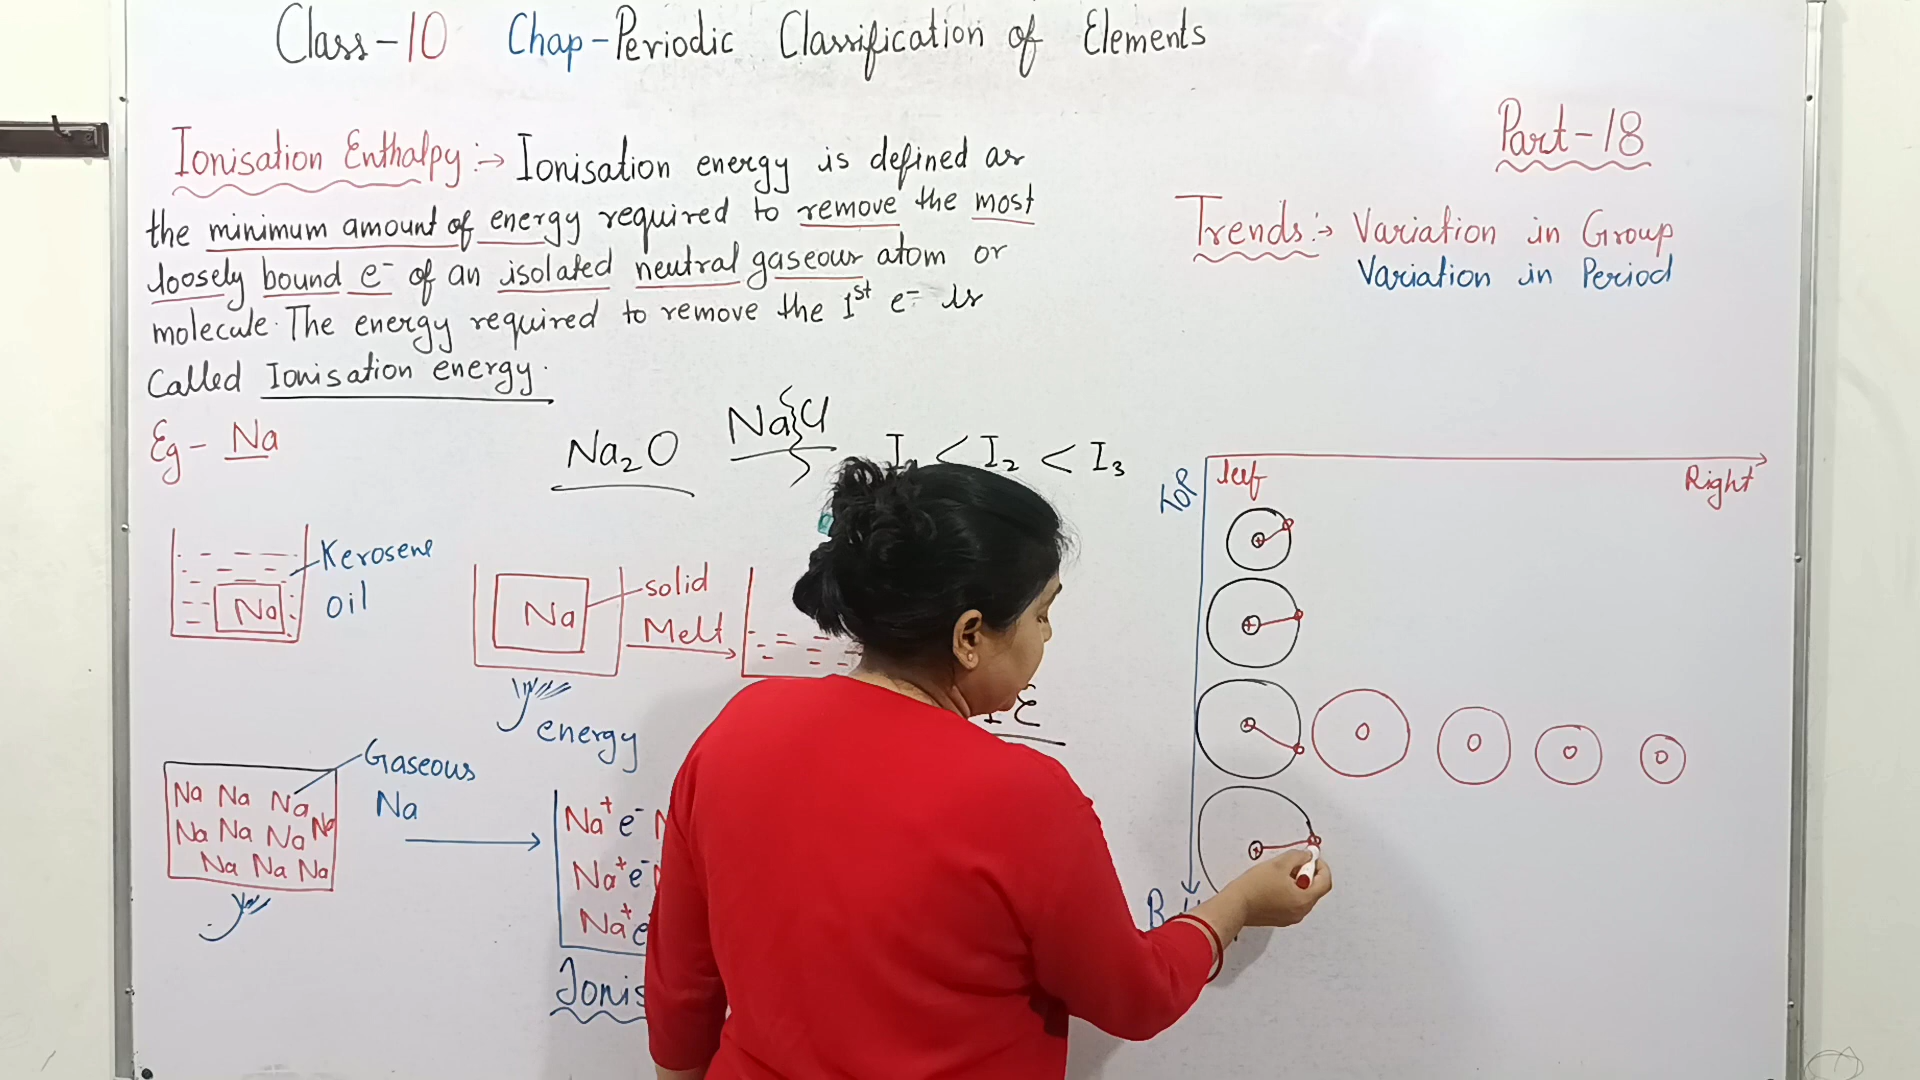 Class-10 Chap-Periodic Classification of Elements
Part-18
Ionisation Enthalpy:→ Ionisation energy is defined as
the minimum amount of energy required to remove the most
loosely bound e⁻ of an isolated neutral gaseous atom or
molecule. The energy required to remove the 1st e⁻ is
Called Ionisation energy.
Trends:→ Variation in Group
Variation in Period
Eg- Na
Na₂O
NaCl
I₁ < I₂ < I₃
Top
left
Right
Kerosene
oil
Na
Na
solid
Melt
energy
IE
Gaseous
Na
Na Na Na
Na Na Na Na
Na Na Na
Na⁺ e⁻
Na⁺ e⁻
Na⁺ e